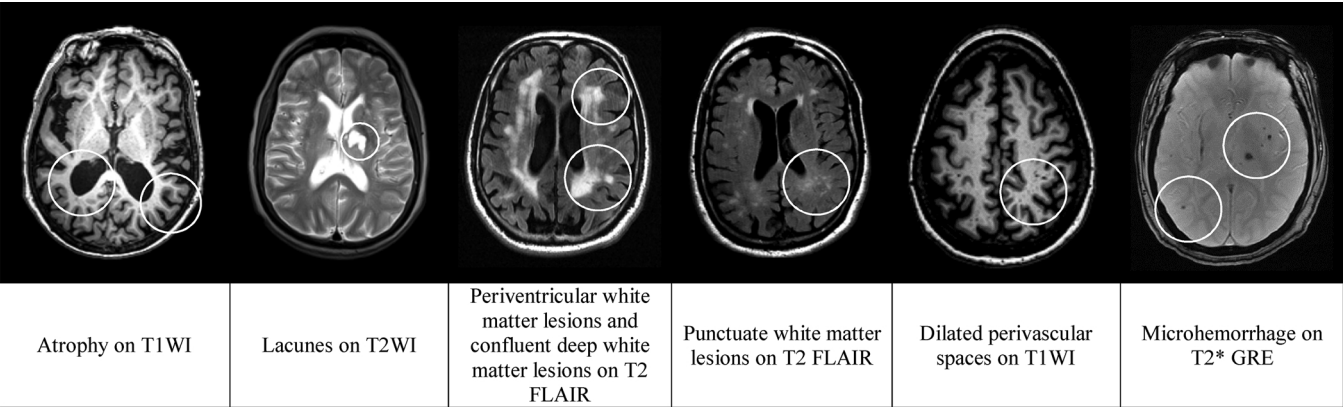 Atrophy on T1WI
Lacunes on T2WI
Periventricular white
matter lesions and
confluent deep white
matter lesions on T2
FLAIR
Punctuate white matter
lesions on T2 FLAIR
Dilated perivascular
spaces on T1WI
Microhemorrhage on
T2* GRE